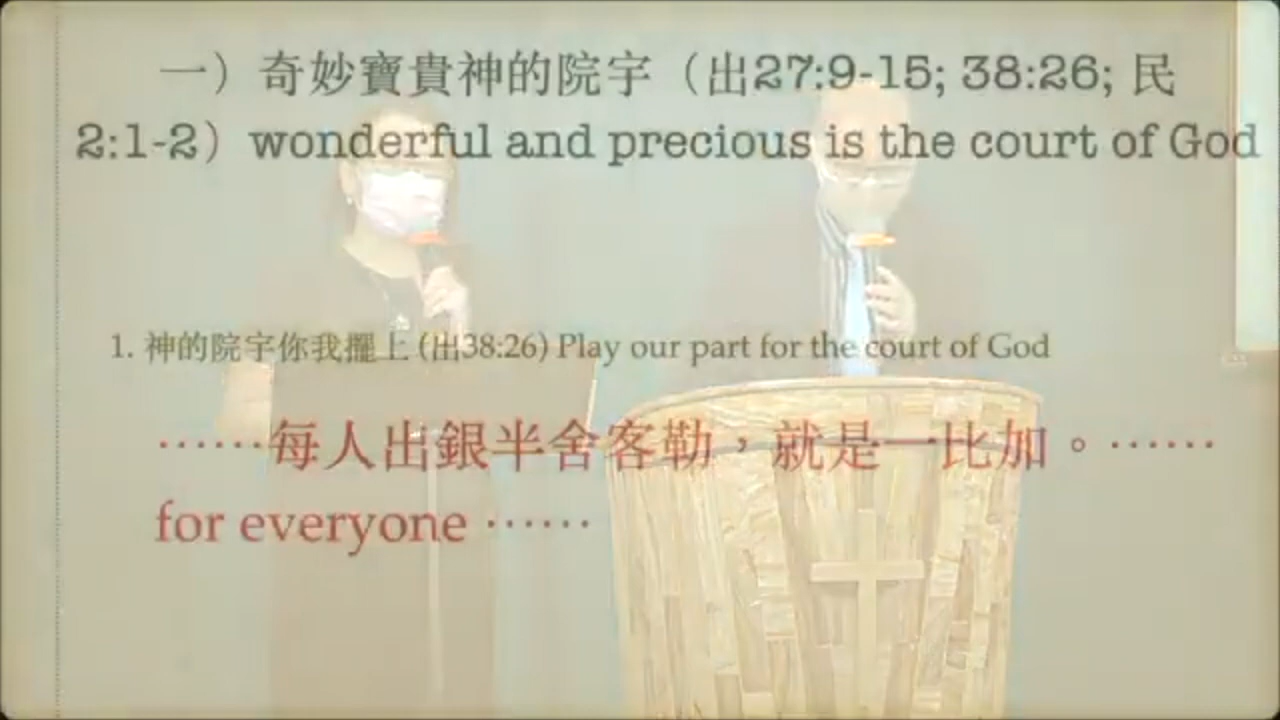 一）奇妙寶貴神的院宇（出27:9-15; 38:26; 民
2:1-2）wonderful and precious is the court of God
1. 神的院宇你我擺上 (出38:26) Play our part for the court of God
……每人出銀半舍客勒，就是一比加。……
for everyone ……